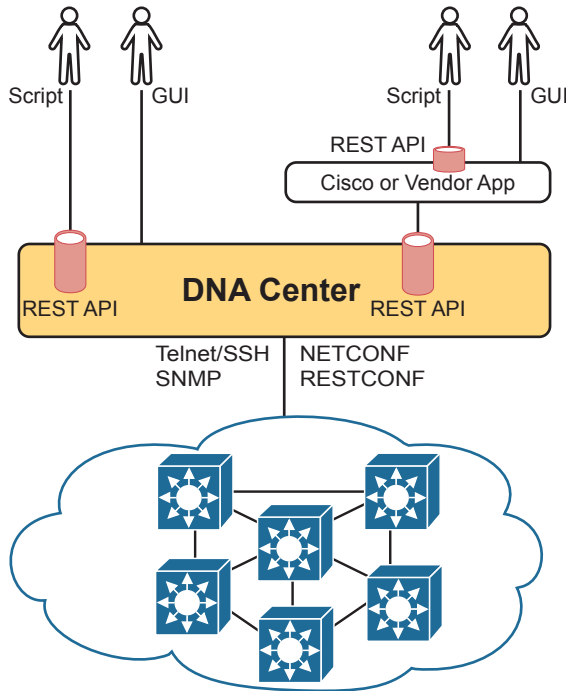 Script
GUI
Script
GUI
REST API
Cisco or Vendor App
DNA Center
REST API
REST API
Telnet/SSH
SNMP
NETCONF
RESTCONF